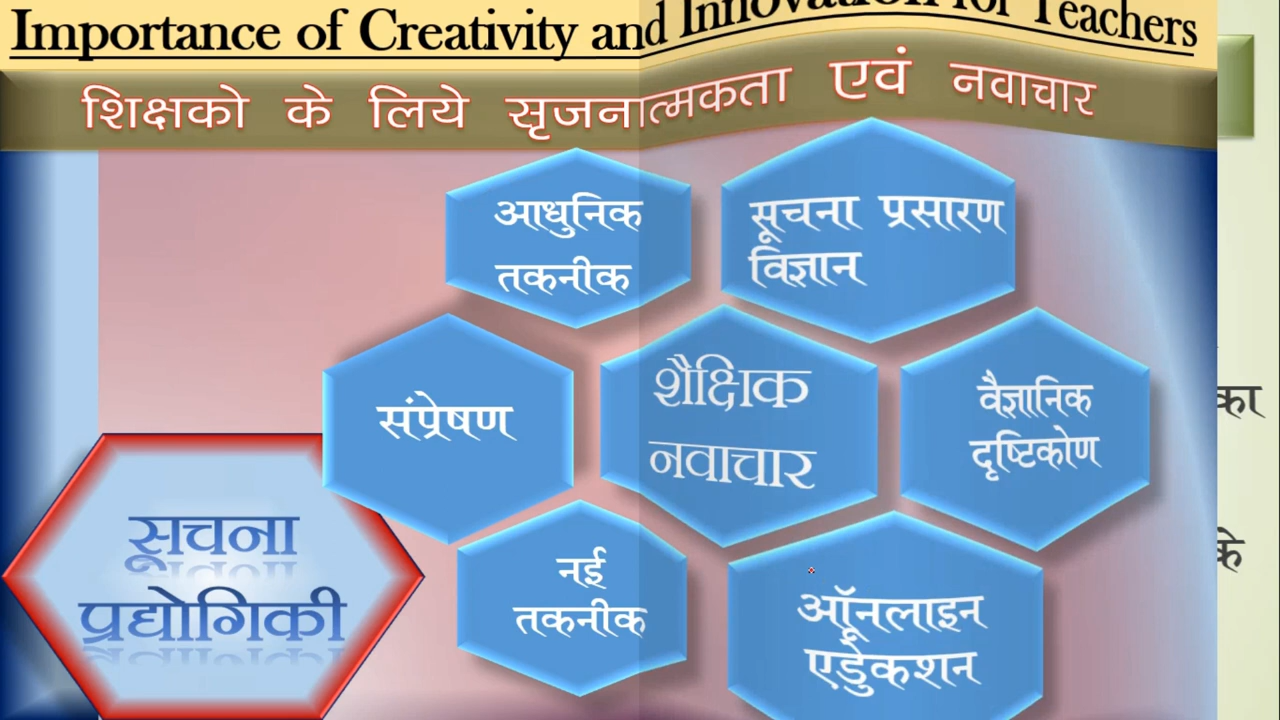 Importance of Creativity and Innovation for Teachers
शिक्षको के लिये सृजनात्मकता एवं नवाचार
आधुनिक
तकनीक
सूचना प्रसारण
विज्ञान
संप्रेषण
शैक्षिक
नवाचार
वैज्ञानिक
दृष्टिकोण
का
के
सूचना
प्रद्योगिकी
नई
तकनीक
ऑनलाइन
एडुकेशन